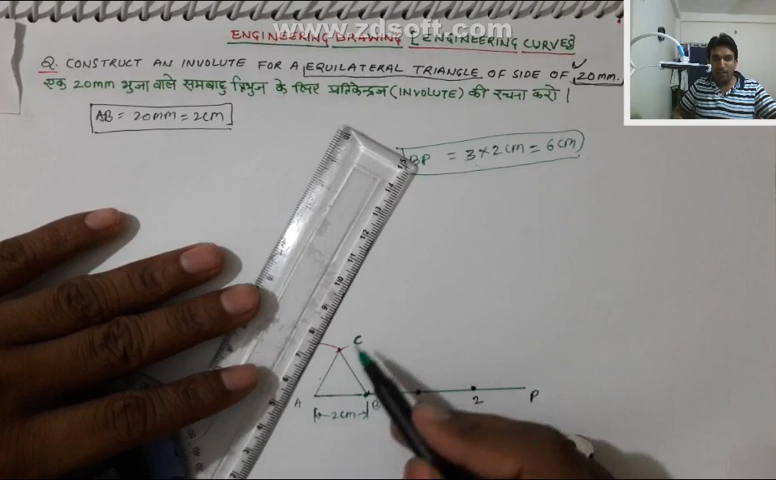 www.zdsoft.com
ENGINEERING DRAWING [ENGINEERING CURVES
Q. CONSTRUCT AN INVOLUTE FOR A EQUILATERAL TRIANGLE OF SIDE OF 20mm.
एक 20mm भुजा वाले समबाहु त्रिभुज के लिए प्रतिकेन्द्रज (INVOLUTE) की रचना करो |
AB = 20mm = 2cm
BP = 3×2cm = 6cm
C
A
B
2
P
2cm